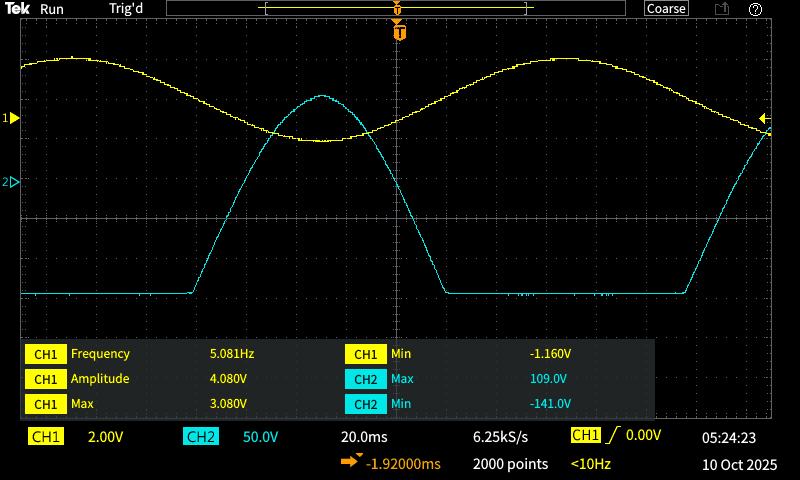 Tek Run Trig'd T Coarse ?
T
1
2
CH1 Frequency 5.081Hz CH1 Min -1.160V
CH1 Amplitude 4.080V CH2 Max 109.0V
CH1 Max 3.080V CH2 Min -141.0V
CH1 2.00V CH2 50.0V 20.0ms 6.25kS/s CH1 0.00V 05:24:23
-1.92000ms 2000 points <10Hz 10 Oct 2025